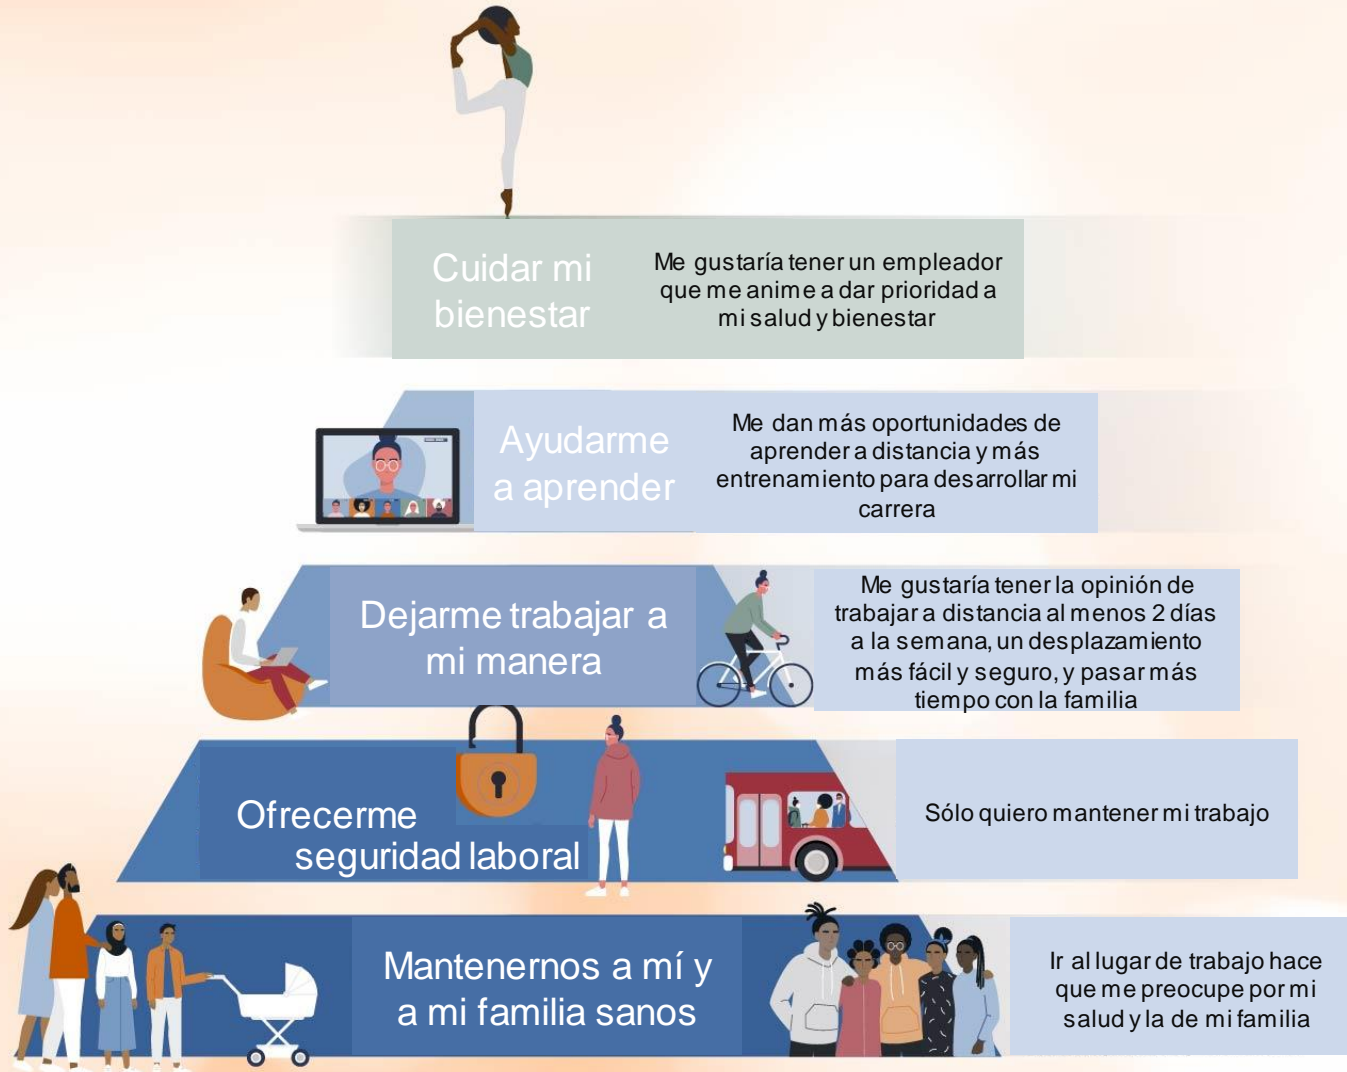 Cuidar mi
bienestar
Me gustaría tener un empleador
que me anime a dar prioridad a
mi salud y bienestar
Ayudarme
a aprender
Me dan más oportunidades de
aprender a distancia y más
entrenamiento para desarrollar mi
carrera
Dejarme trabajar a
mi manera
Me gustaría tener la opinión de
trabajar a distancia al menos 2 días
a la semana, un desplazamiento
más fácil y seguro, y pasar más
tiempo con la familia
Ofrecerme
seguridad laboral
Sólo quiero mantener mi trabajo
Mantenernos a mí y
a mi familia sanos
Ir al lugar de trabajo hace
que me preocupe por mi
salud y la de mi familia